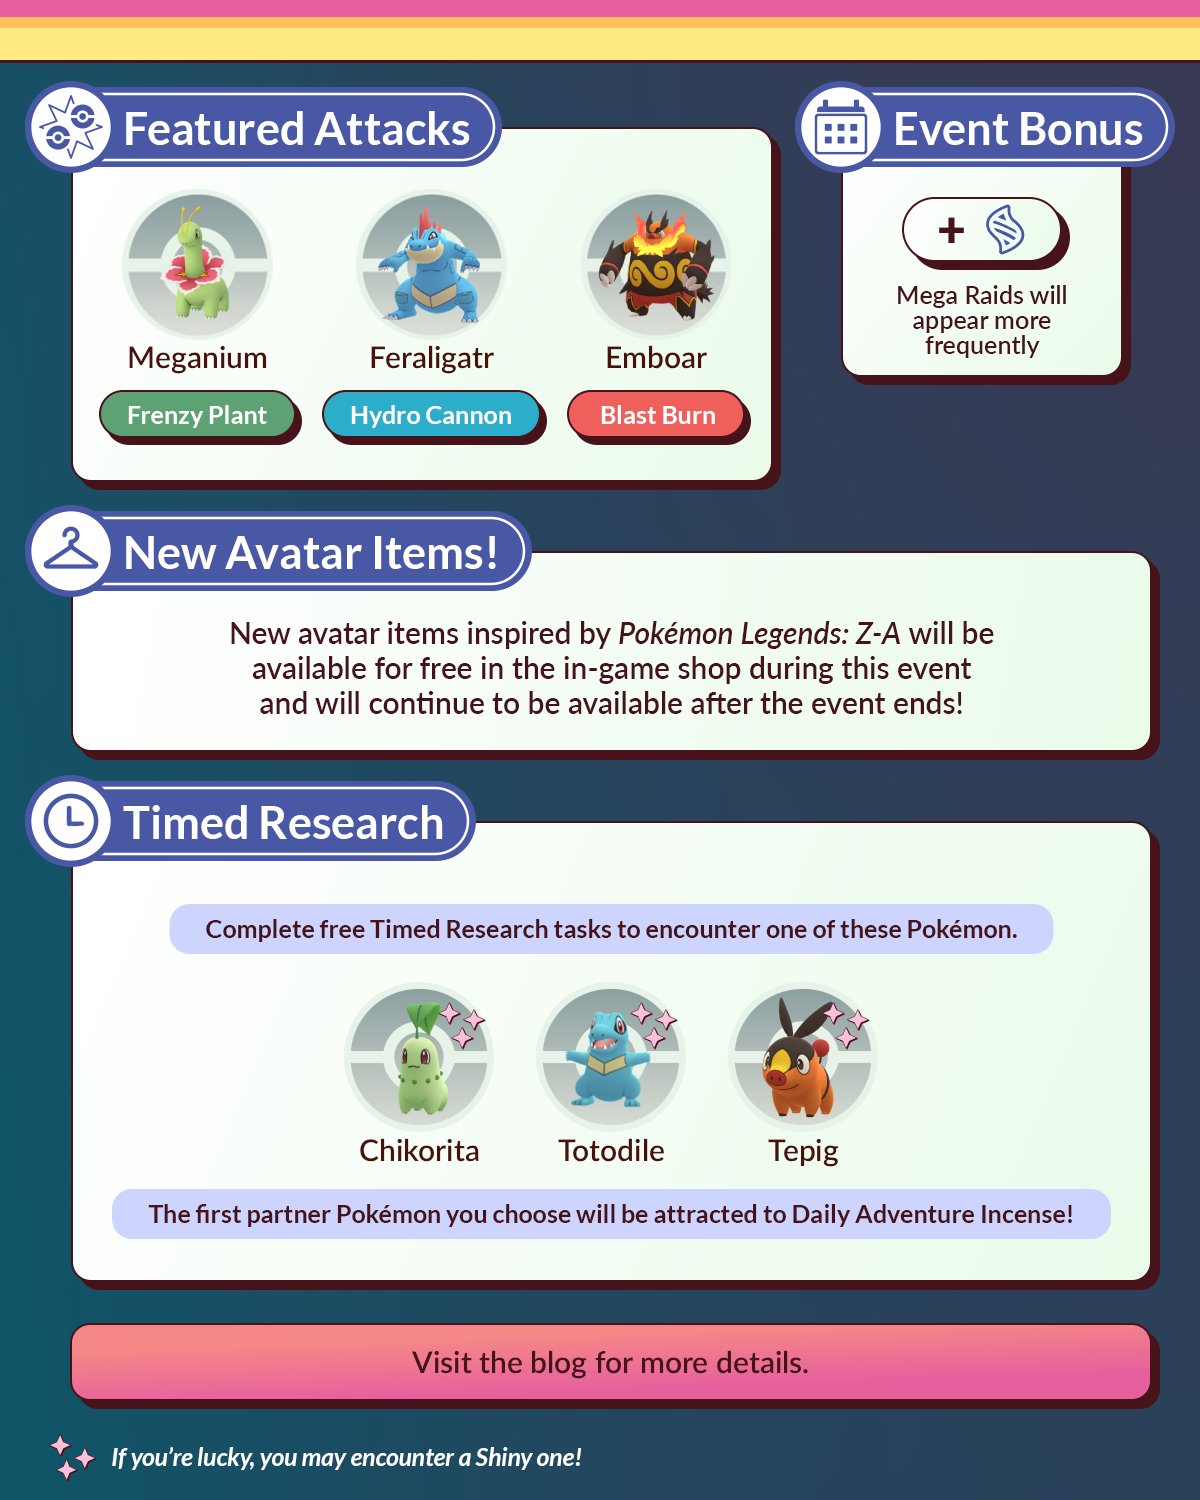 Featured Attacks
Meganium
Feraligatr
Emboar
Frenzy Plant
Hydro Cannon
Blast Burn
Event Bonus
+
Mega Raids will
appear more
frequently
New Avatar Items!
New avatar items inspired by Pokémon Legends: Z-A will be
available for free in the in-game shop during this event
and will continue to be available after the event ends!
Timed Research
Complete free Timed Research tasks to encounter one of these Pokémon.
Chikorita
Totodile
Tepig
The first partner Pokémon you choose will be attracted to Daily Adventure Incense!
Visit the blog for more details.
If you're lucky, you may encounter a Shiny one!